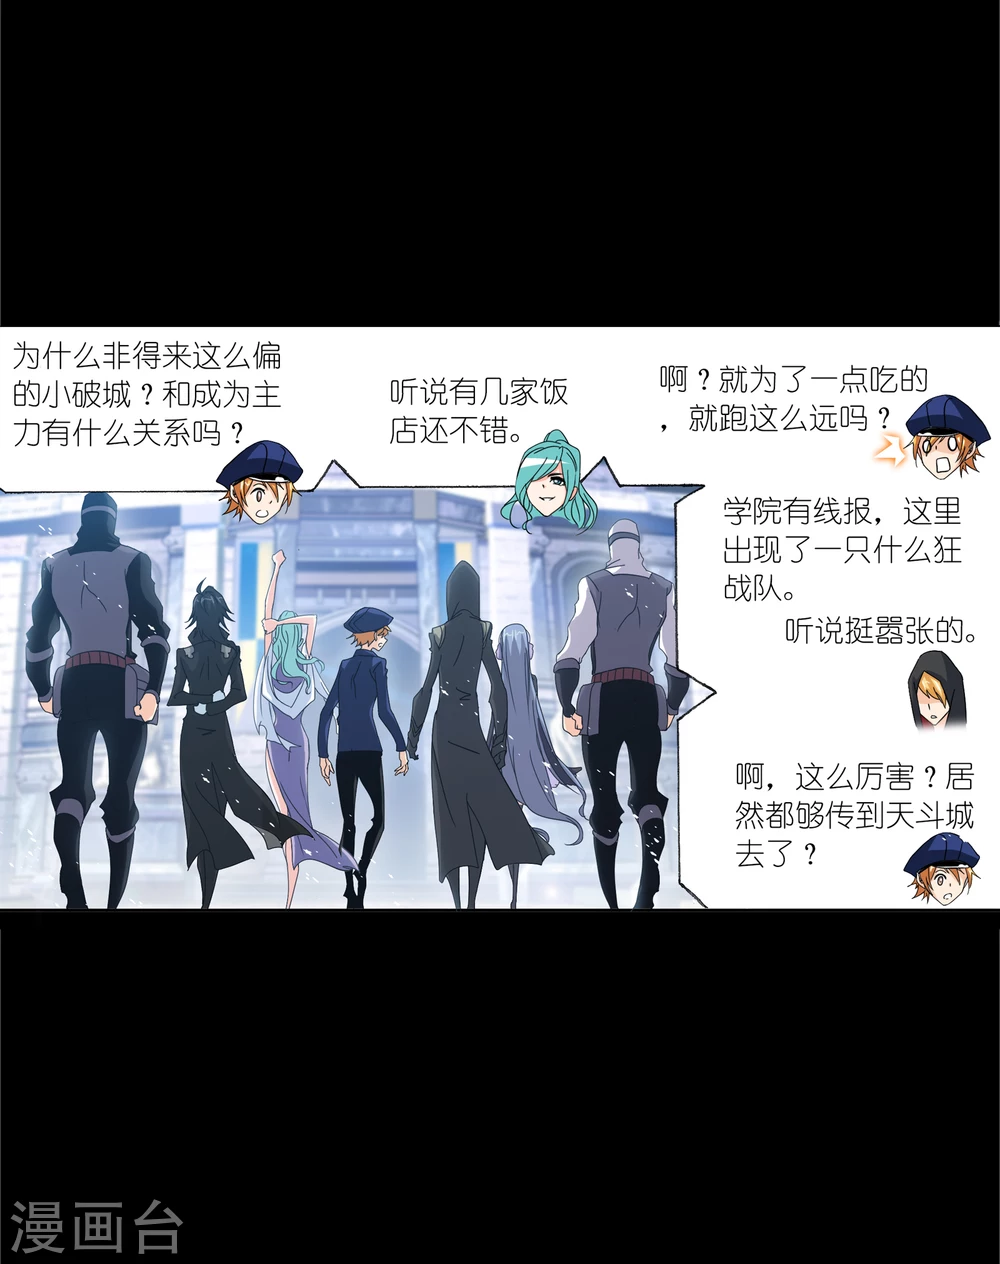 为什么非得来这么偏
的小破城？和成为主
力有什么关系吗？
听说有几家饭
店还不错。
啊？就为了一点吃的
，就跑这么远吗？
学院有线报，这里
出现了一只什么狂
战队。
听说挺嚣张的。
啊，这么厉害？居
然都够传到天斗城
去了？
漫画台